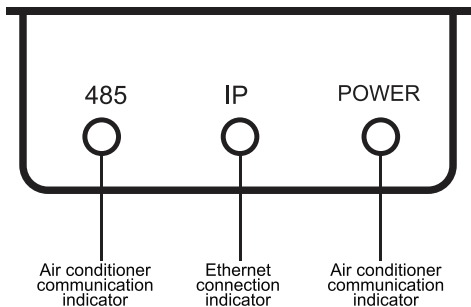 485 IP POWER
Air conditioner
communication
indicator
Ethernet
connection
indicator
Air conditioner
communication
indicator